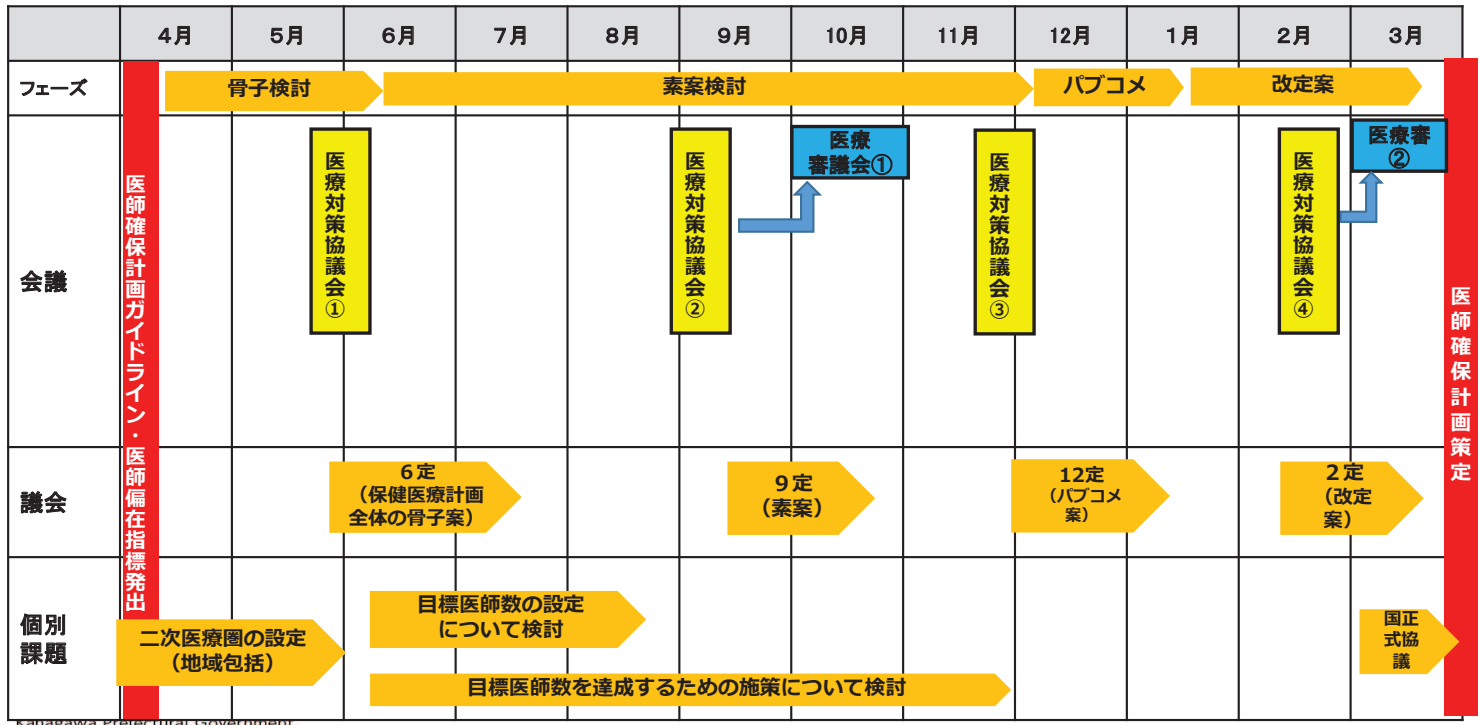 4月 5月 6月 7月 8月 9月 10月 11月 12月 1月 2月 3月
フェーズ
骨子検討
素案検討
パブコメ
改定案
会議
医師確保計画ガイドライン・医師偏在指標発出
医療対策協議会①
医療対策協議会②
医療
審議会①
医療対策協議会③
医療対策協議会④
医療審
②
医師確保計画策定
議会
6定
(保健医療計画
全体の骨子案)
9定
(素案)
12定
(パブコメ
案)
2定
(改定
案)
個別
課題
二次医療圏の設定
(地域包括)
目標医師数の設定
について検討
目標医師数を達成するための施策について検討
国正
式協
議
Kanagawa Prefectural Government